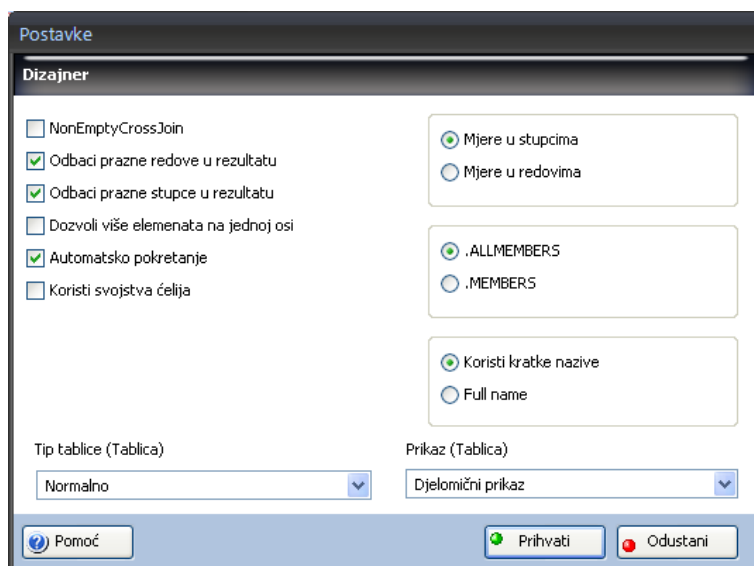 Postavke
Dizajner
NonEmptyCrossJoin
Odbaci prazne redove u rezultatu
Odbaci prazne stupce u rezultatu
Dozvoli više elemenata na jednoj osi
Automatsko pokretanje
Koristi svojstva ćelija
Mjere u stupcima
Mjere u redovima
.ALLMEMBERS
.MEMBERS
Koristi kratke nazive
Full name
Tip tablice (Tablica)
Normalno
Prikaz (Tablica)
Djelomični prikaz
Pomoć
Prihvati
Odustani